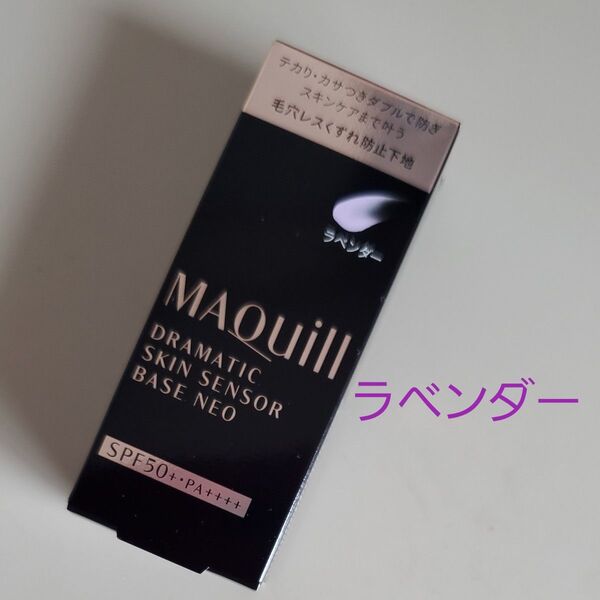 テカリ・カサつきダブルで防ぎ
スキンケアまで叶う
毛穴レスくずれ防止下地
ラベンダー
MAQuill
DRAMATIC
SKIN SENSOR
BASE NEO
SPF50+・PA++++
ラベンダー